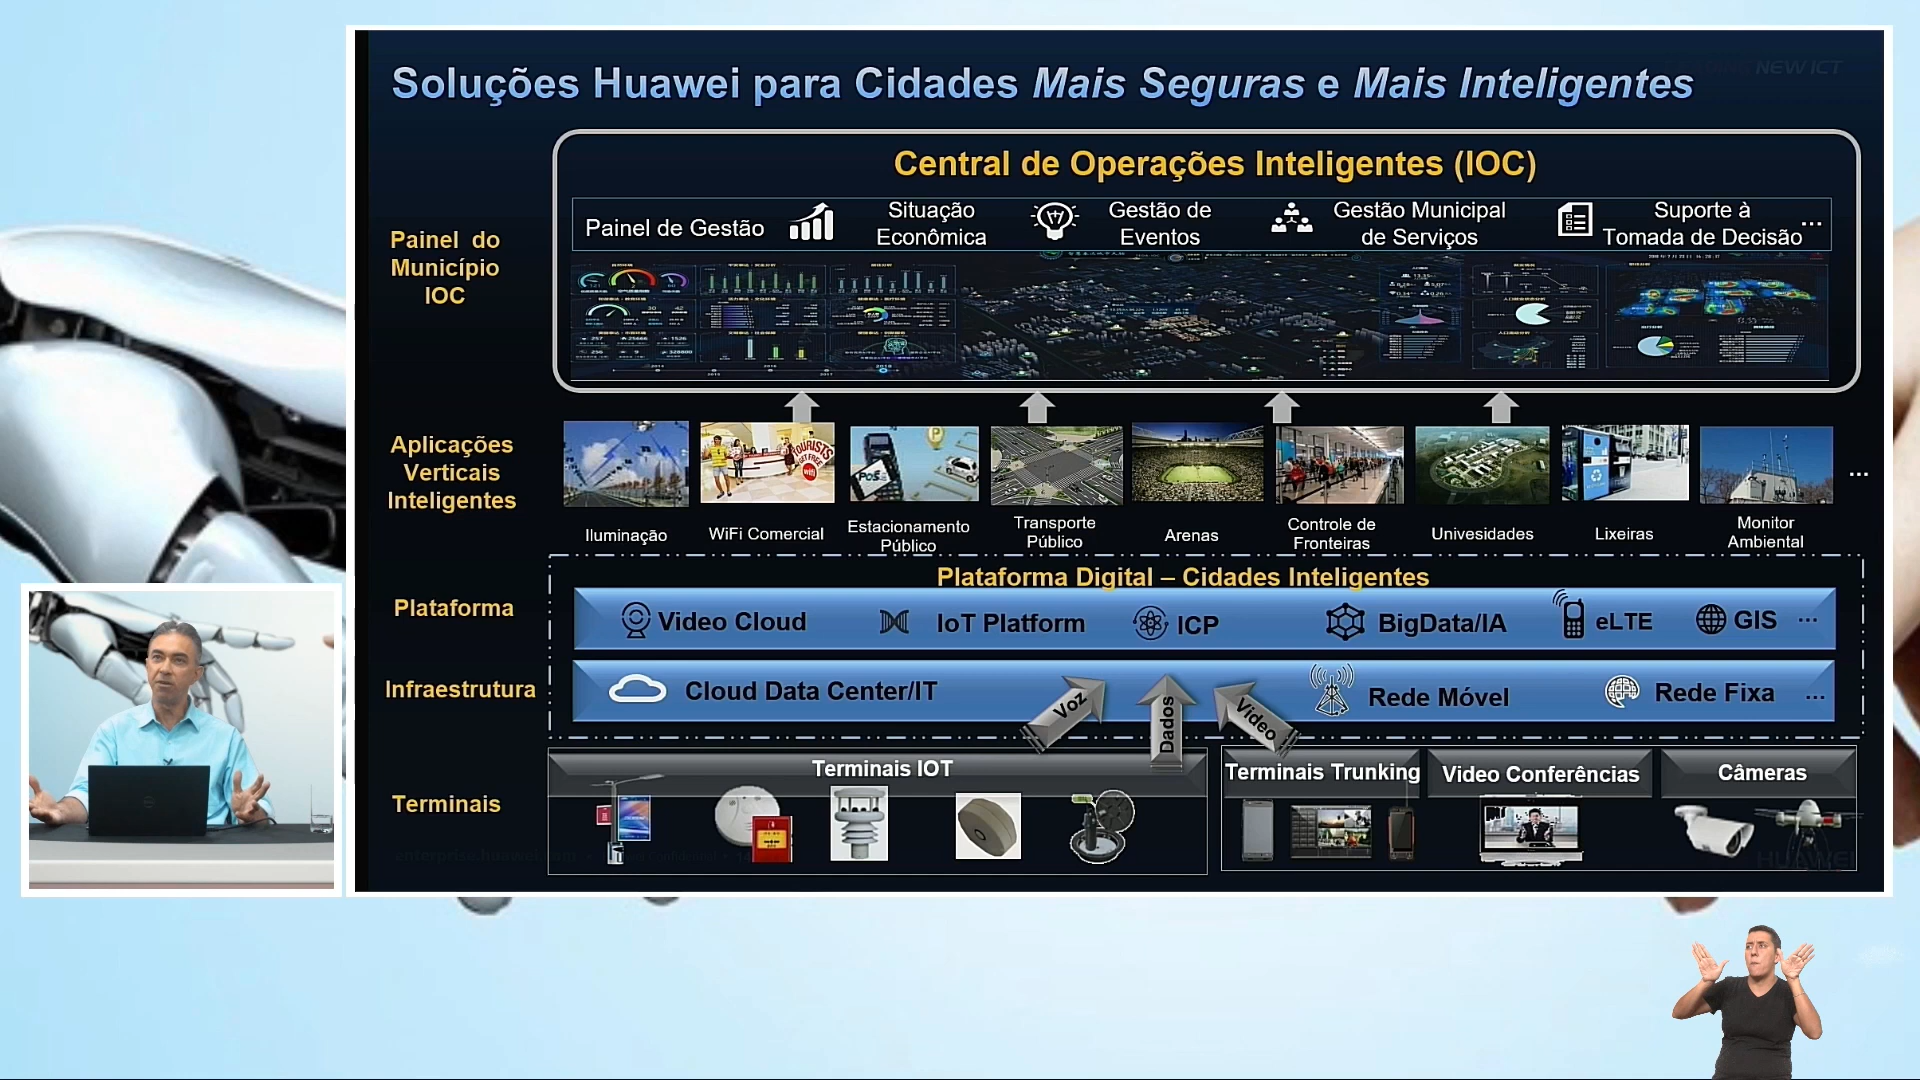 Soluções Huawei para Cidades Mais Seguras e Mais Inteligentes
NEW ICT
Central de Operações Inteligentes (IOC)
Painel de Gestão
Situação
Econômica
Gestão de
Eventos
Gestão Municipal
de Serviços
Suporte à
Tomada de Decisão
...
Painel do
Município
IOC
Aplicações
Verticais
Inteligentes
...
Iluminação
WiFi Comercial
Estacionamento
Público
Transporte
Público
Arenas
Controle de
Fronteiras
Univesidades
Lixeiras
Monitor
Ambiental
Plataforma Digital – Cidades Inteligentes
Plataforma
Video Cloud
IoT Platform
ICP
BigData/IA
eLTE
GIS
...
Infraestrutura
Cloud Data Center/IT
Voz
Dados
Video
Rede Móvel
Rede Fixa
...
Terminais
Terminais IOT
Terminais Trunking
Video Conferências
Câmeras
HUAWEI